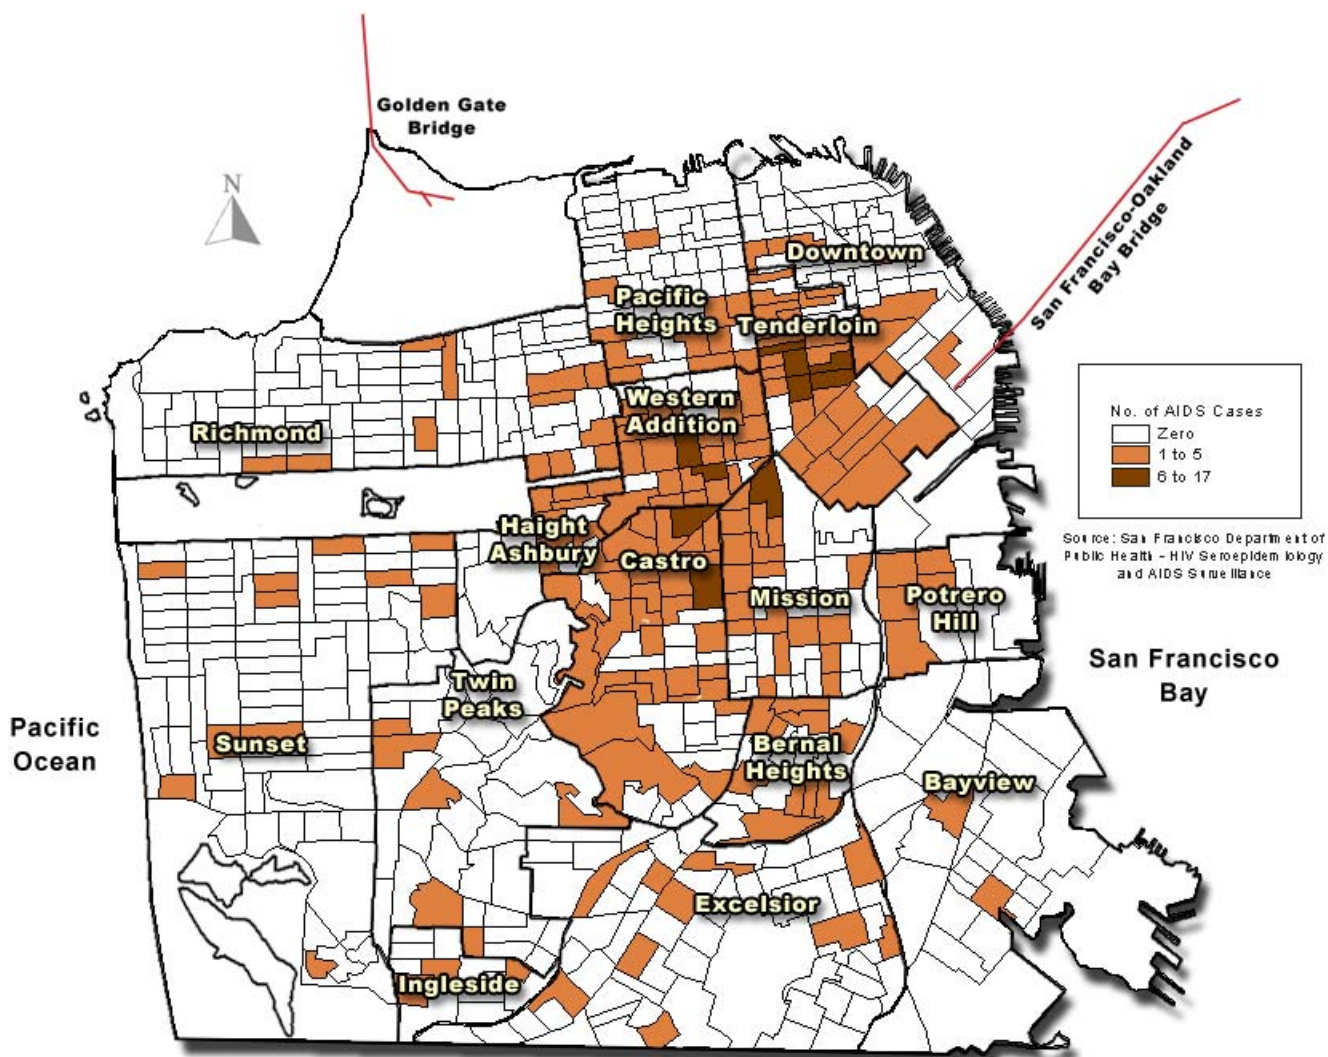 Golden Gate
Bridge
N
San Francisco-Oakland
Bay Bridge
Downtown
Pacific
Heights
Tenderloin
Western
Addition
Richmond
No. of AIDS Cases
Zero
1 to 5
6 to 17
Source: San Francisco Department of
Public Health - HIV Seroepidemiology
and AIDS Surveillance
Haight
Ashbury
Castro
Mission
Potrero
Hill
San Francisco
Bay
Twin
Peaks
Pacific
Ocean
Sunset
Bernal
Heights
Bayview
Excelsior
Ingleside